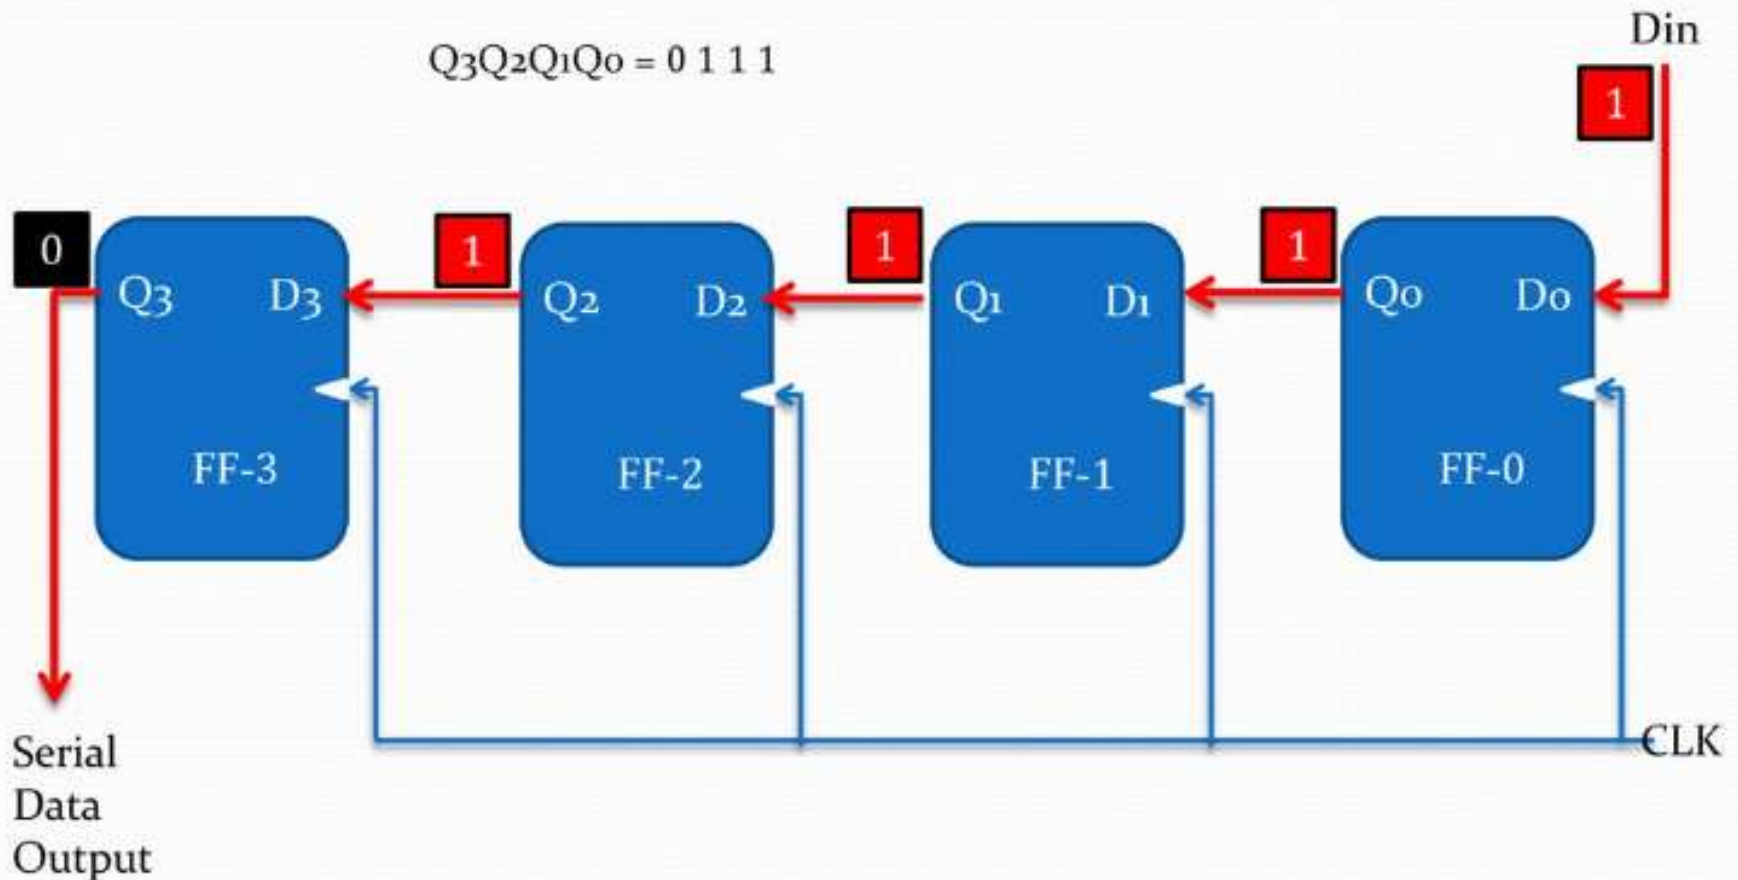 Din
Q3Q2Q1Q0 = 0 1 1 1
1
0
1
1
1
Q3 D3
Q2 D2
Q1 D1
Q0 D0
FF-3
FF-2
FF-1
FF-0
CLK
Serial
Data
Output